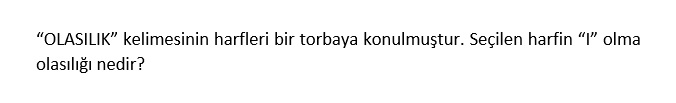 “OLASILIK” kelimesinin harfleri bir torbaya konulmuştur. Seçilen harfin “I” olma
olasılığı nedir?